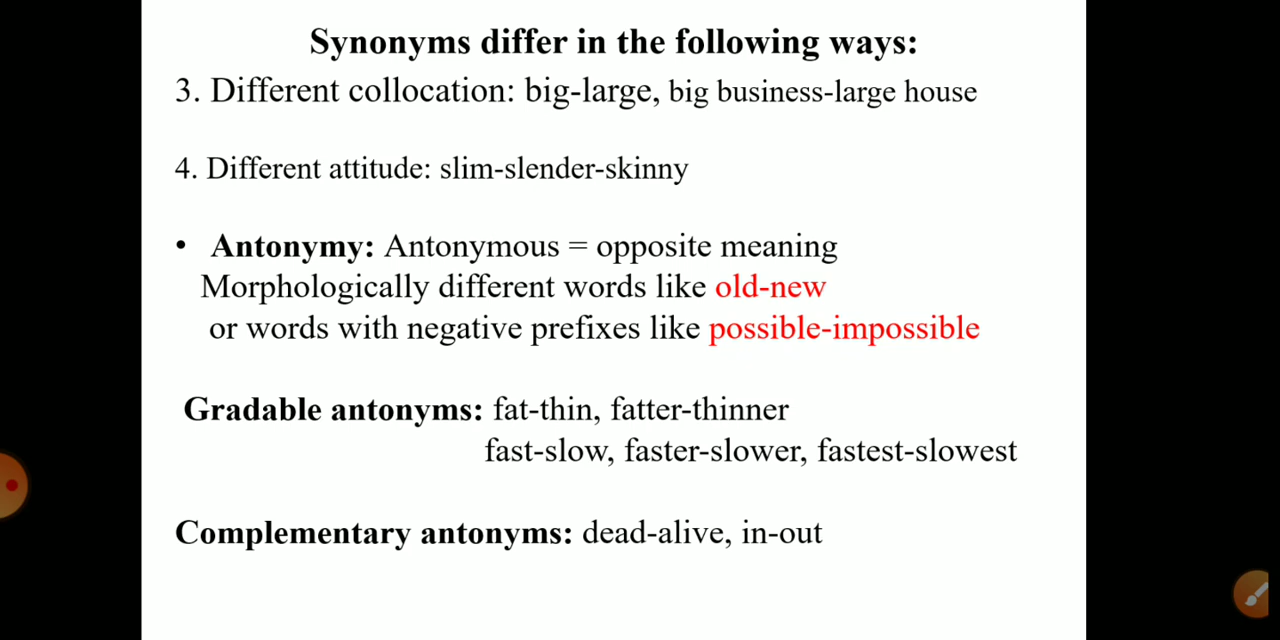 Synonyms differ in the following ways:
3. Different collocation: big-large, big business-large house
4. Different attitude: slim-slender-skinny
• Antonymy: Antonymous = opposite meaning
Morphologically different words like old-new
or words with negative prefixes like possible-impossible
Gradable antonyms: fat-thin, fatter-thinner
fast-slow, faster-slower, fastest-slowest
Complementary antonyms: dead-alive, in-out